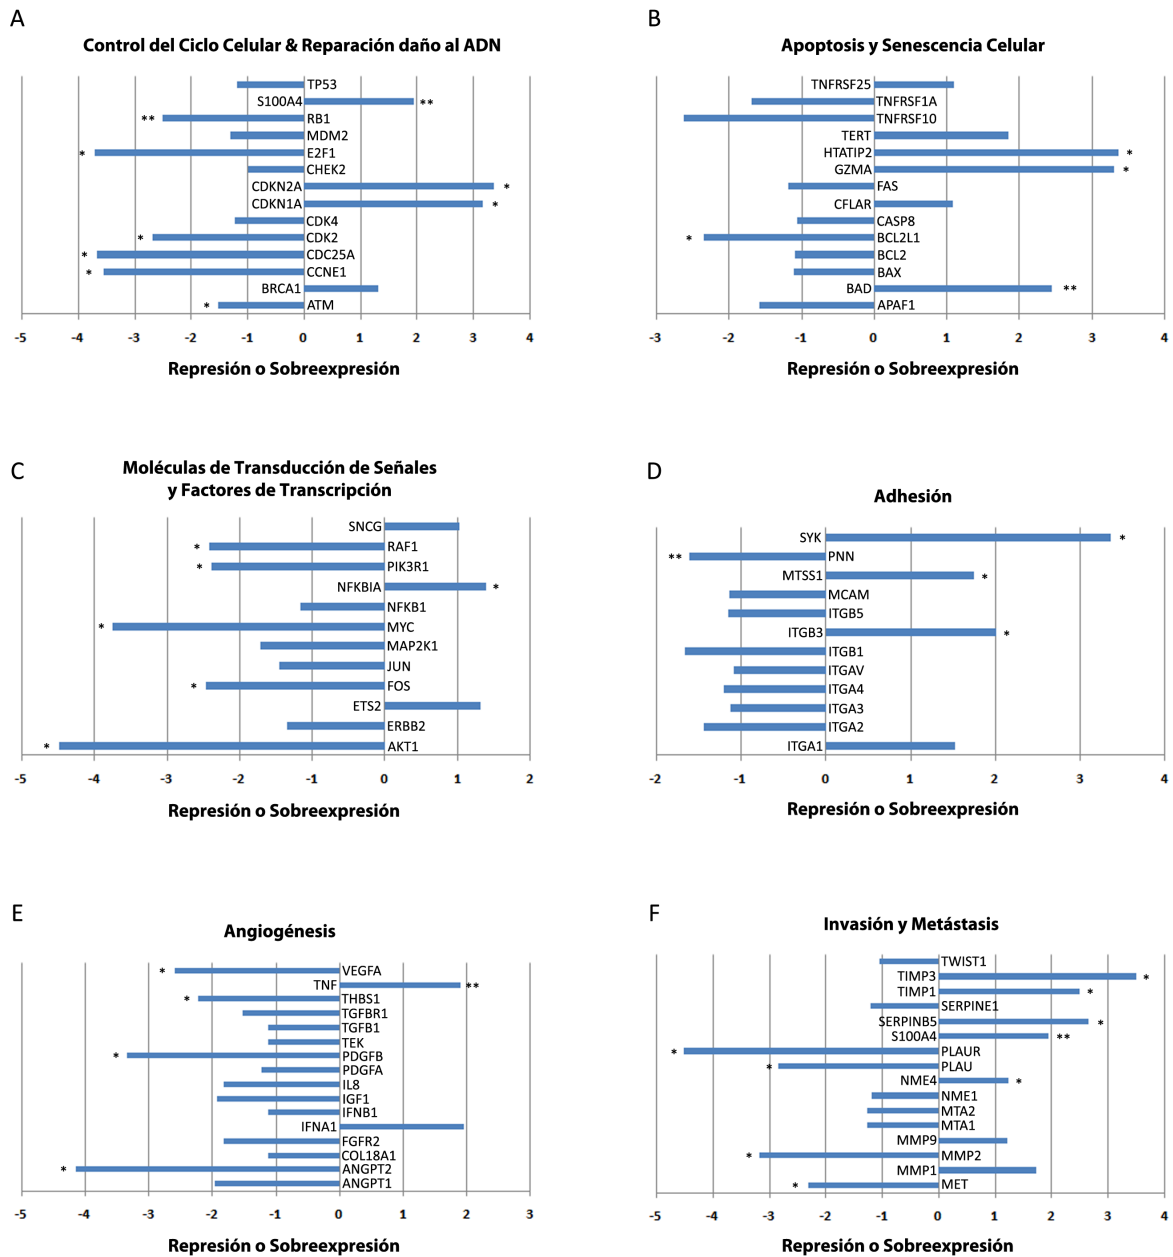 A
Control del Ciclo Celular & Reparación daño al ADN
TP53
S100A4 **
** RB1
MDM2
* E2F1
CHEK2
CDKN2A *
CDKN1A *
CDK4
* CDK2
* CDC25A
* CCNE1
BRCA1
* ATM
-5 -4 -3 -2 -1 0 1 2 3 4
Represión o Sobreexpresión
B
Apoptosis y Senescencia Celular
TNFRSF25
TNFRSF1A
TNFRSF10
TERT
HTATIP2 *
GZMA *
FAS
CFLAR
CASP8
* BCL2L1
BCL2
BAX
BAD **
APAF1
-3 -2 -1 0 1 2 3 4
Represión o Sobreexpresión
C
Moléculas de Transducción de Señales
y Factores de Transcripción
SNCG
* RAF1
* PIK3R1
NFKBIA *
NFKB1
* MYC
MAP2K1
JUN
* FOS
ETS2
ERBB2
* AKT1
-5 -4 -3 -2 -1 0 1 2
Represión o Sobreexpresión
D
Adhesión
SYK *
** PNN
MTSS1 *
MCAM
ITGB5
ITGB3 *
ITGB1
ITGAV
ITGA4
ITGA3
ITGA2
ITGA1
-2 -1 0 1 2 3 4
Represión o Sobreexpresión
E
Angiogénesis
* VEGFA
TNF **
* THBS1
TGFBR1
TGFB1
TEK
* PDGFB
PDGFA
IL8
IGF1
IFNB1
IFNA1
FGFR2
COL18A1
* ANGPT2
ANGPT1
-5 -4 -3 -2 -1 0 1 2 3
Represión o Sobreexpresión
F
Invasión y Metástasis
TWIST1
TIMP3 *
TIMP1 *
SERPINE1
SERPINB5 *
S100A4 **
* PLAUR
* PLAU
NME4 *
NME1
MTA2
MTA1
MMP9
* MMP2
MMP1
* MET
-5 -4 -3 -2 -1 0 1 2 3 4
Represión o Sobreexpresión